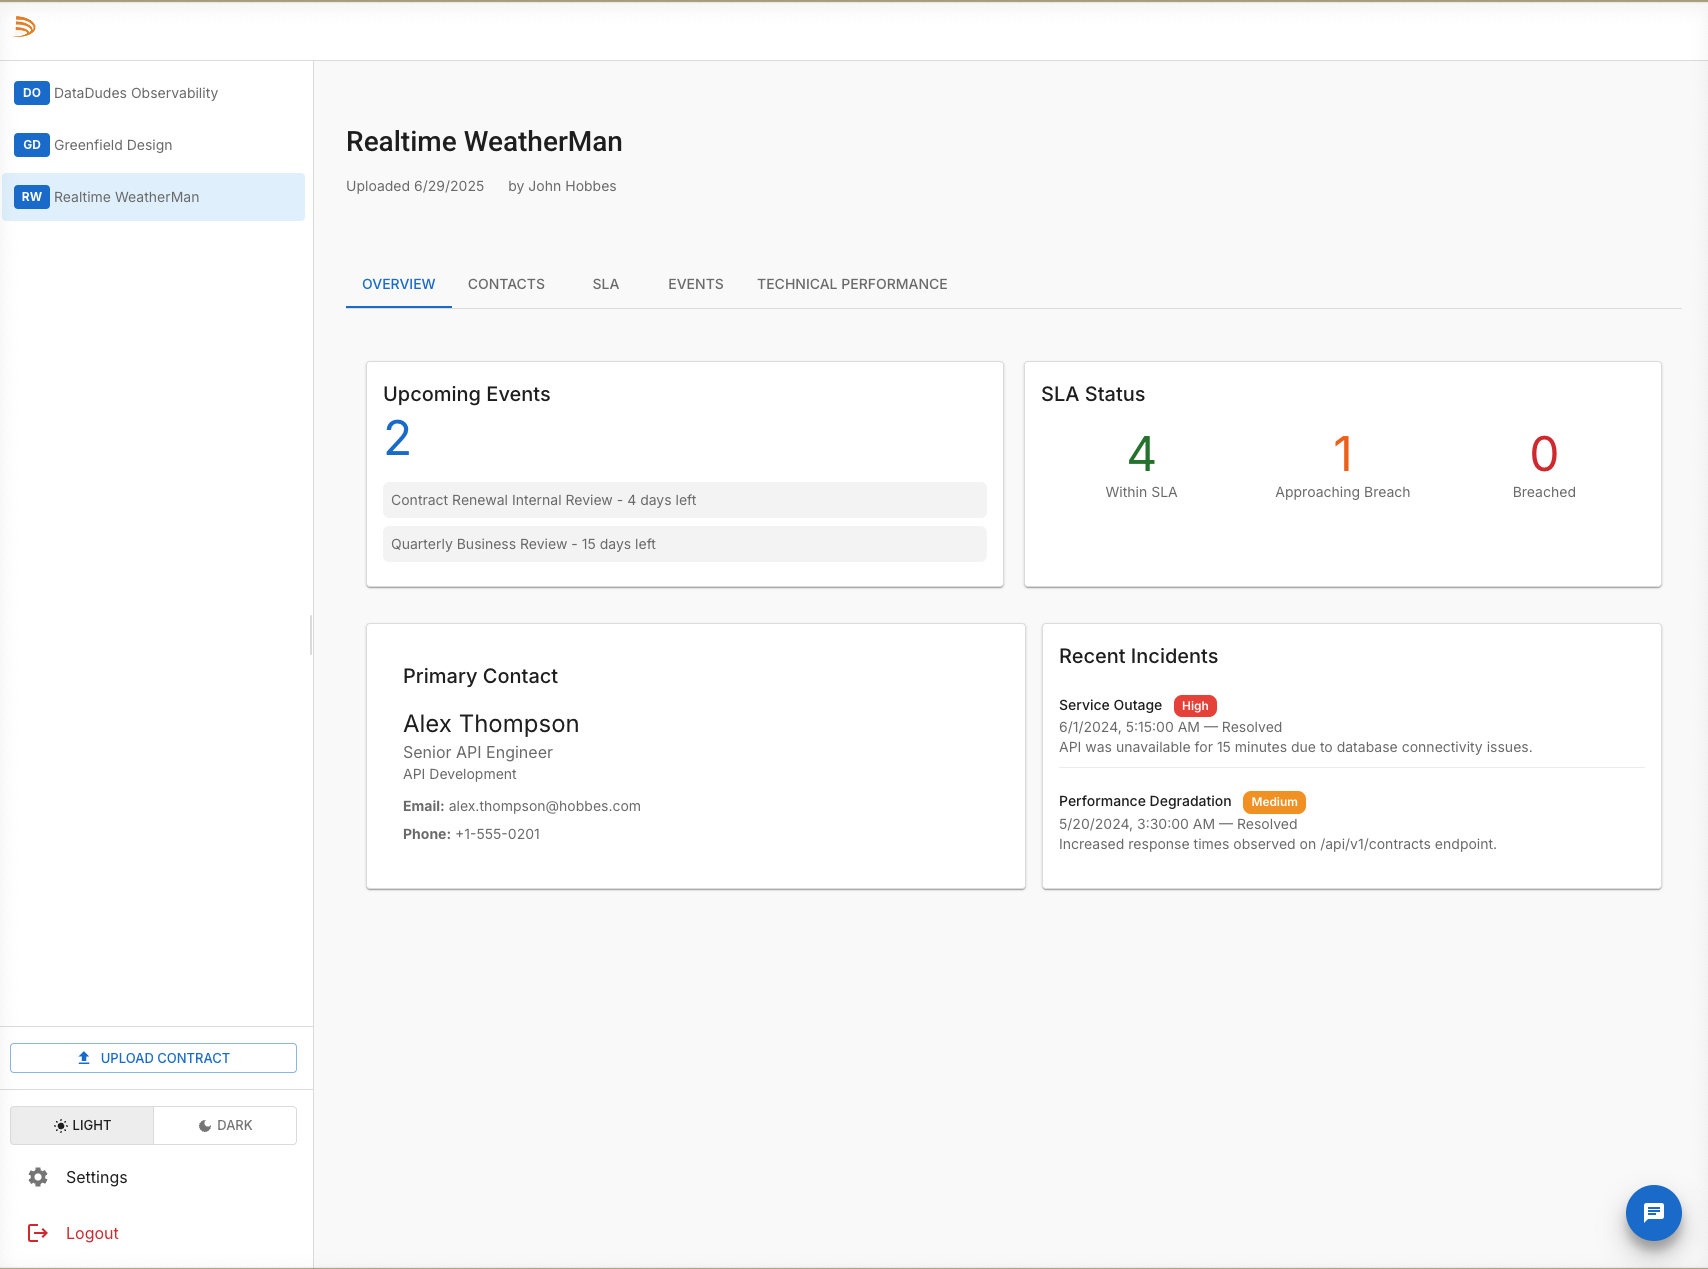 DO DataDudes Observability
GD Greenfield Design
RW Realtime WeatherMan
UPLOAD CONTRACT
LIGHT DARK
Settings
Logout
Realtime WeatherMan
Uploaded 6/29/2025 by John Hobbes
OVERVIEW CONTACTS SLA EVENTS TECHNICAL PERFORMANCE
Upcoming Events
2
Contract Renewal Internal Review - 4 days left
Quarterly Business Review - 15 days left
SLA Status
4 1 0
Within SLA Approaching Breach Breached
Primary Contact
Alex Thompson
Senior API Engineer
API Development
Email: alex.thompson@hobbes.com
Phone: +1-555-0201
Recent Incidents
Service Outage High
6/1/2024, 5:15:00 AM — Resolved
API was unavailable for 15 minutes due to database connectivity issues.
Performance Degradation Medium
5/20/2024, 3:30:00 AM — Resolved
Increased response times observed on /api/v1/contracts endpoint.